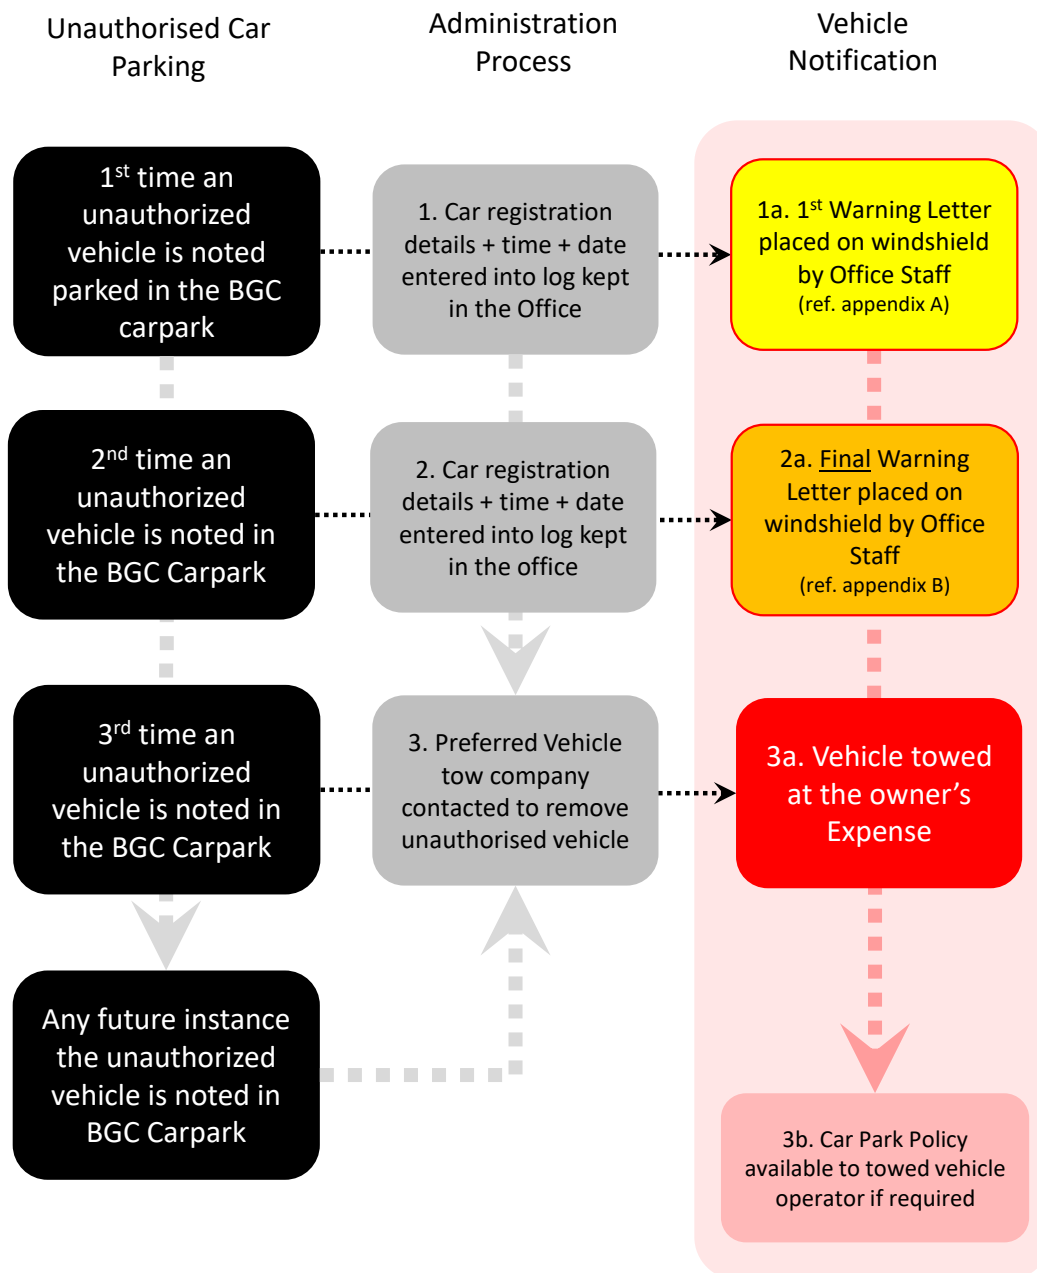 Unauthorised Car
Parking
Administration
Process
Vehicle
Notification
1st time an
unauthorized
vehicle is noted
parked in the BGC
carpark
1. Car registration
details + time + date
entered into log kept
in the Office
1a. 1st Warning Letter
placed on windshield
by Office Staff
(ref. appendix A)
2nd time an
unauthorized
vehicle is noted in
the BGC Carpark
2. Car registration
details + time + date
entered into log kept
in the office
2a. Final Warning
Letter placed on
windshield by Office
Staff
(ref. appendix B)
3rd time an
unauthorized
vehicle is noted in
the BGC Carpark
3. Preferred Vehicle
tow company
contacted to remove
unauthorised vehicle
3a. Vehicle towed
at the owner’s
Expense
Any future instance
the unauthorized
vehicle is noted in
BGC Carpark
3b. Car Park Policy
available to towed vehicle
operator if required